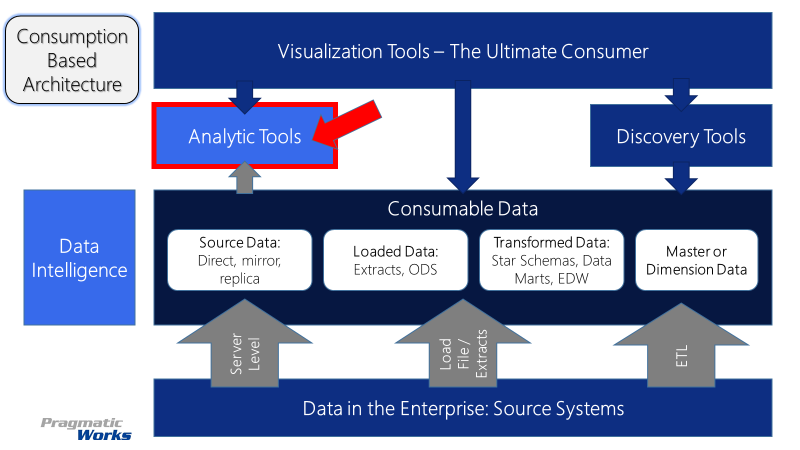 Consumption
Based
Architecture
Visualization Tools – The Ultimate Consumer
Analytic Tools
Discovery Tools
Data
Intelligence
Consumable Data
Source Data:
Direct, mirror,
replica
Loaded Data:
Extracts, ODS
Transformed Data:
Star Schemas, Data
Marts, EDW
Master or
Dimension Data
Server
Level
Load
File /
Extracts
ETL
Data in the Enterprise: Source Systems
Pragmatic
Works